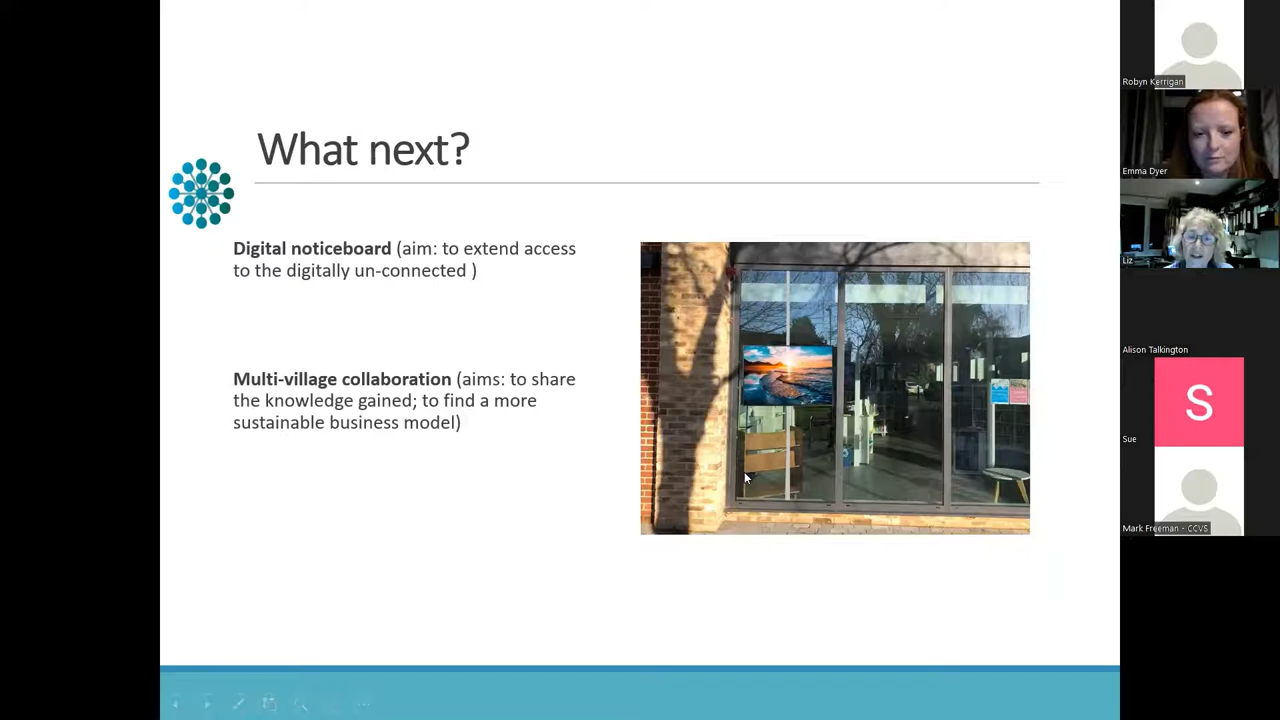 What next?
Digital noticeboard (aim: to extend access
to the digitally un-connected )
Multi-village collaboration (aims: to share
the knowledge gained; to find a more
sustainable business model)
Robyn Kerrigan
Emma Dyer
Liz
Alison Talkington
S
Sue
Mark Freeman - CCVS